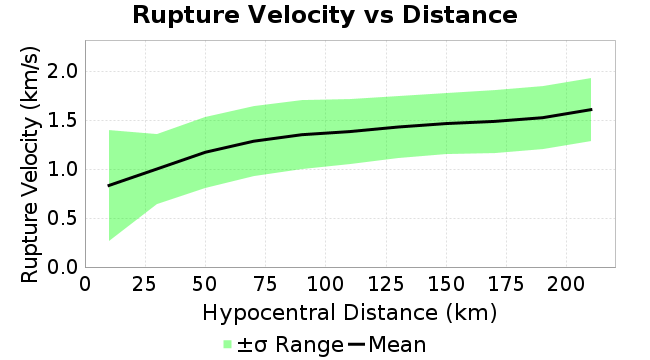 Rupture Velocity vs Distance
Rupture Velocity (km/s)
2.0
1.5
1.0
0.5
0.0
0 25 50 75 100 125 150 175 200
Hypocentral Distance (km)
±σ Range Mean